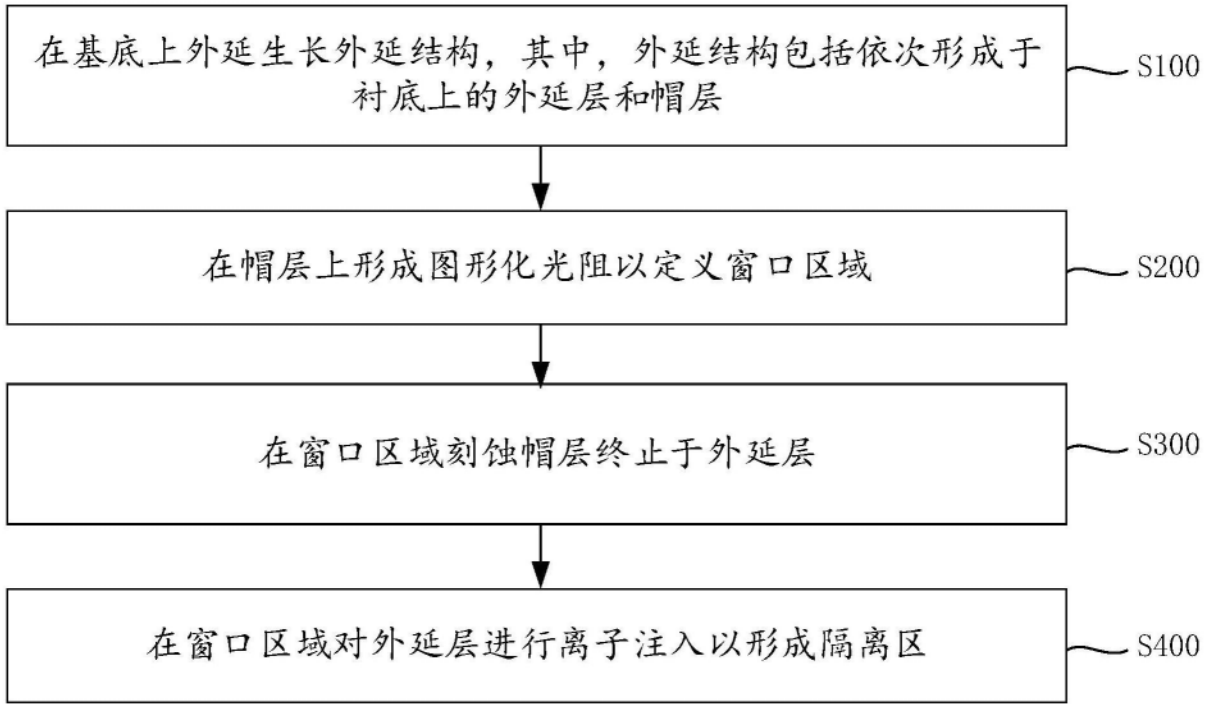 在基底上外延生长外延结构，其中，外延结构包括依次形成于
衬底上的外延层和帽层
S100
在帽层上形成图形化光阻以定义窗口区域
S200
在窗口区域刻蚀帽层终止于外延层
S300
在窗口区域对外延层进行离子注入以形成隔离区
S400